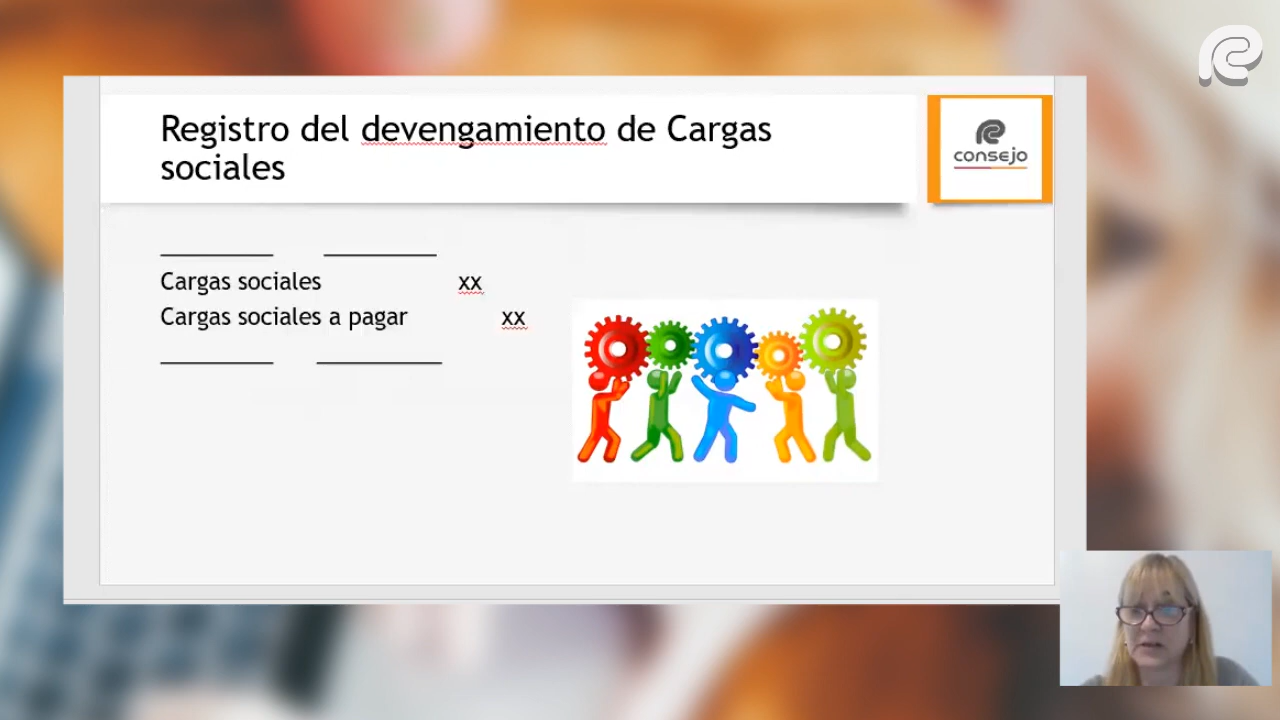 Registro del devengamiento de Cargas
sociales
consejo
Cargas sociales xx
Cargas sociales a pagar xx